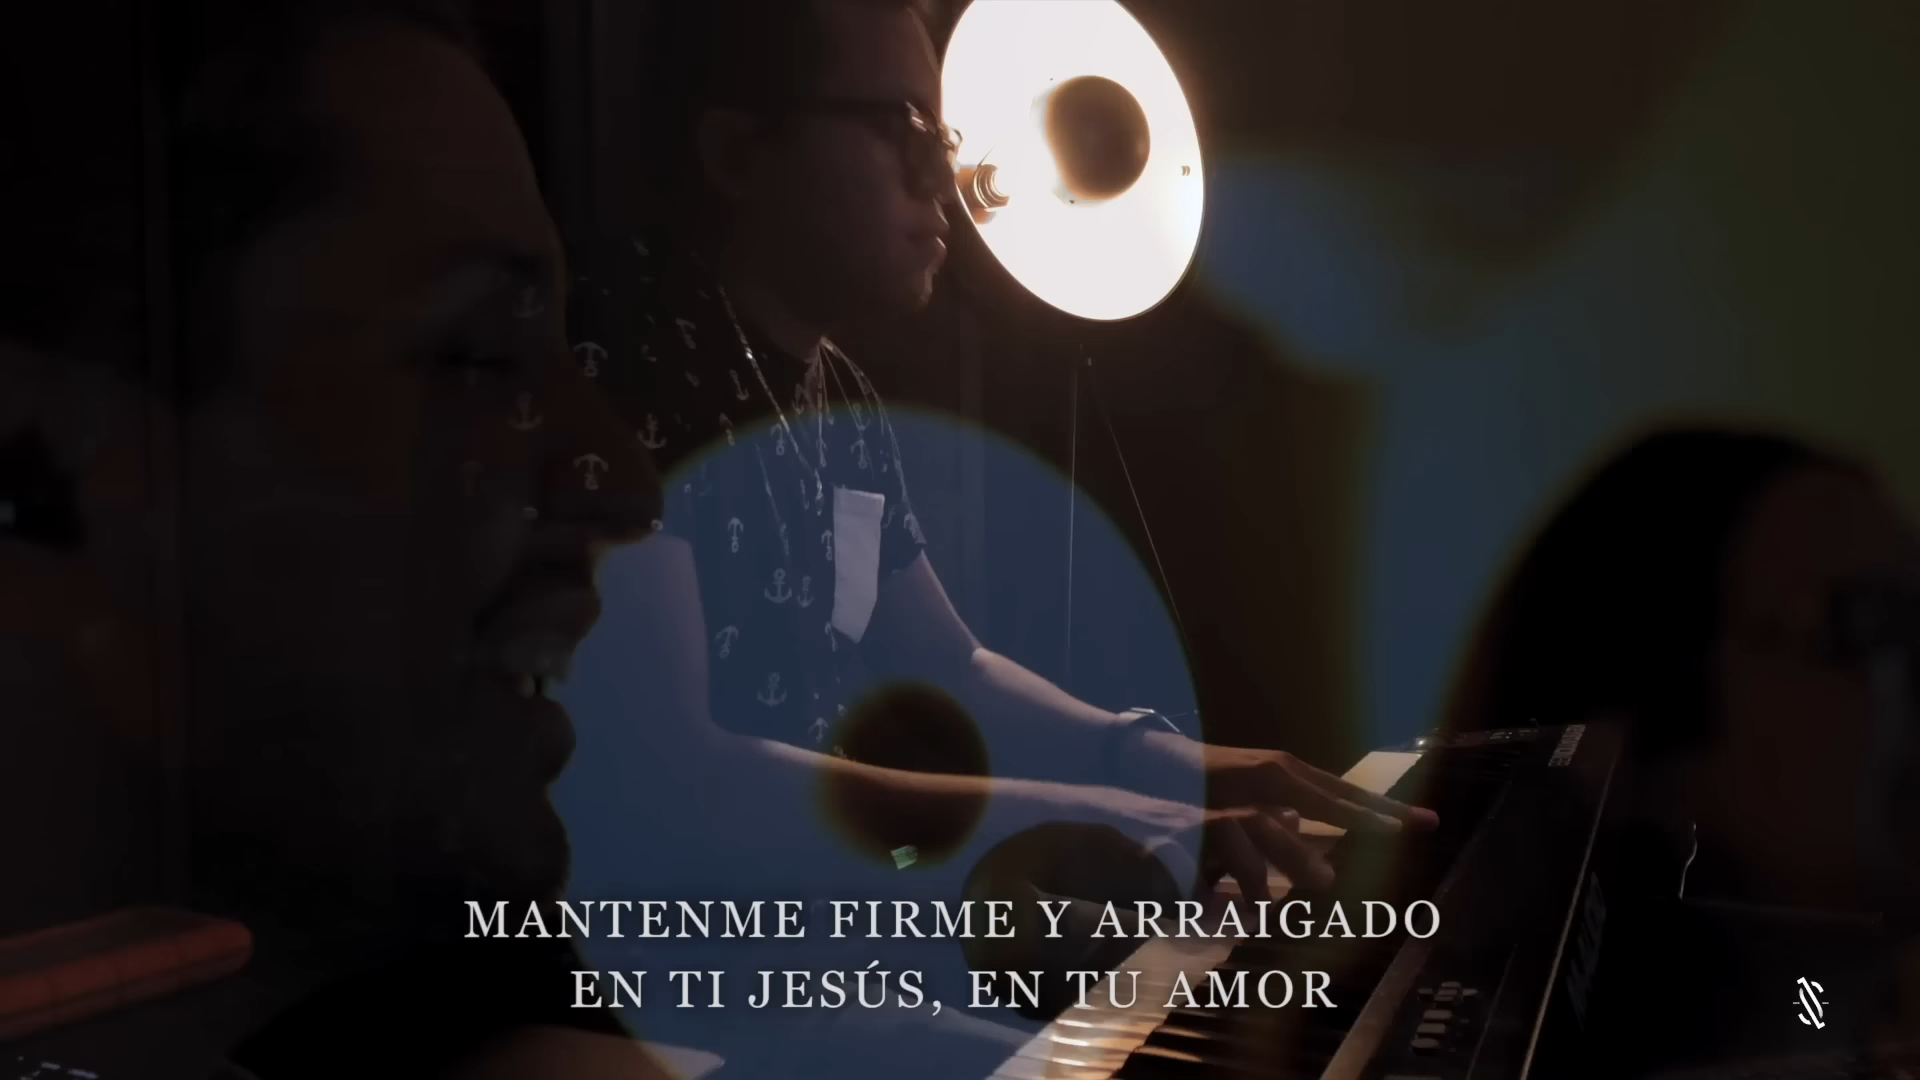 MANTENME FIRME Y ARRAIGADO
EN TI JESÚS, EN TU AMOR